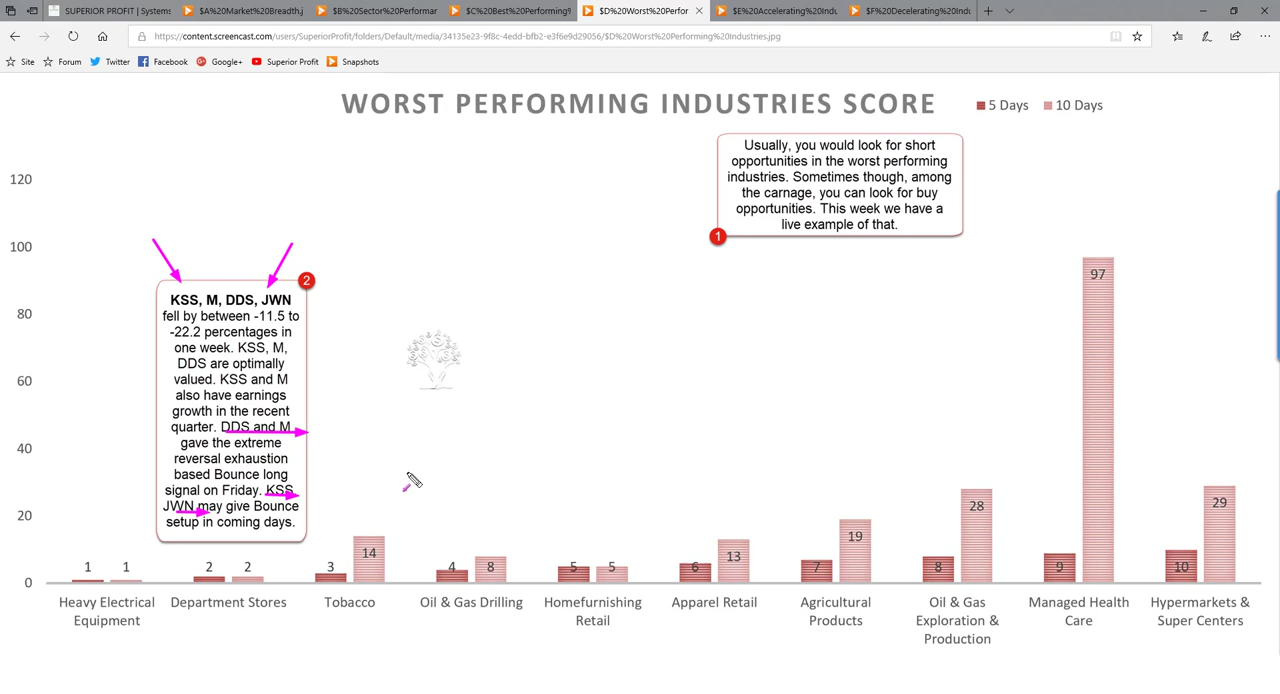 SUPERIOR PROFIT | Systems
$A%20Market%20Breadth.j
$B%20Sector%20Performar
$C%20Best%20Performing%
$D%20Worst%20Perfor
$E%20Accelerating%20Indu
$F%20Decelerating%20Indu
https://content.screencast.com/users/SuperiorProfit/folders/Default/media/34135e23-9f8c-4edd-bfb2-e3f6e9d29056/$D%20Worst%20Performing%20Industries.jpg
Site
Forum
Twitter
Facebook
Google+
Superior Profit
Snapshots
WORST PERFORMING INDUSTRIES SCORE
5 Days
10 Days
Usually, you would look for short
opportunities in the worst performing
industries. Sometimes though, among
the carnage, you can look for buy
opportunities. This week we have a
live example of that.
1
2
KSS, M, DDS, JWN
fell by between -11.5 to
-22.2 percentages in
one week. KSS, M,
DDS are optimally
valued. KSS and M
also have earnings
growth in the recent
quarter. DDS and M
gave the extreme
reversal exhaustion
based Bounce long
signal on Friday. KSS,
JWN may give Bounce
setup in coming days.
120
100
80
60
40
20
0
1
1
2
2
3
14
4
8
5
5
6
13
7
19
8
28
9
97
10
29
Heavy Electrical
Equipment
Department Stores
Tobacco
Oil & Gas Drilling
Homefurnishing
Retail
Apparel Retail
Agricultural
Products
Oil & Gas
Exploration &
Production
Managed Health
Care
Hypermarkets &
Super Centers